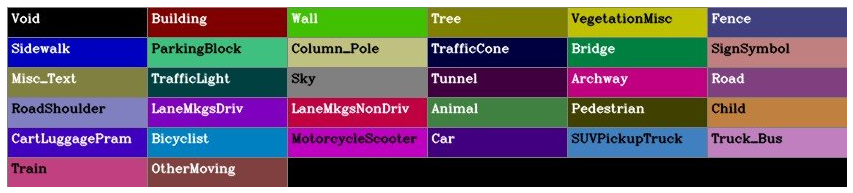 Void Building Wall Tree VegetationMisc Fence
Sidewalk ParkingBlock Column_Pole TrafficCone Bridge SignSymbol
Misc_Text TrafficLight Sky Tunnel Archway Road
RoadShoulder LaneMkgsDriv LaneMkgsNonDriv Animal Pedestrian Child
CartLuggagePram Bicyclist MotorcycleScooter Car SUVPickupTruck Truck_Bus
Train OtherMoving